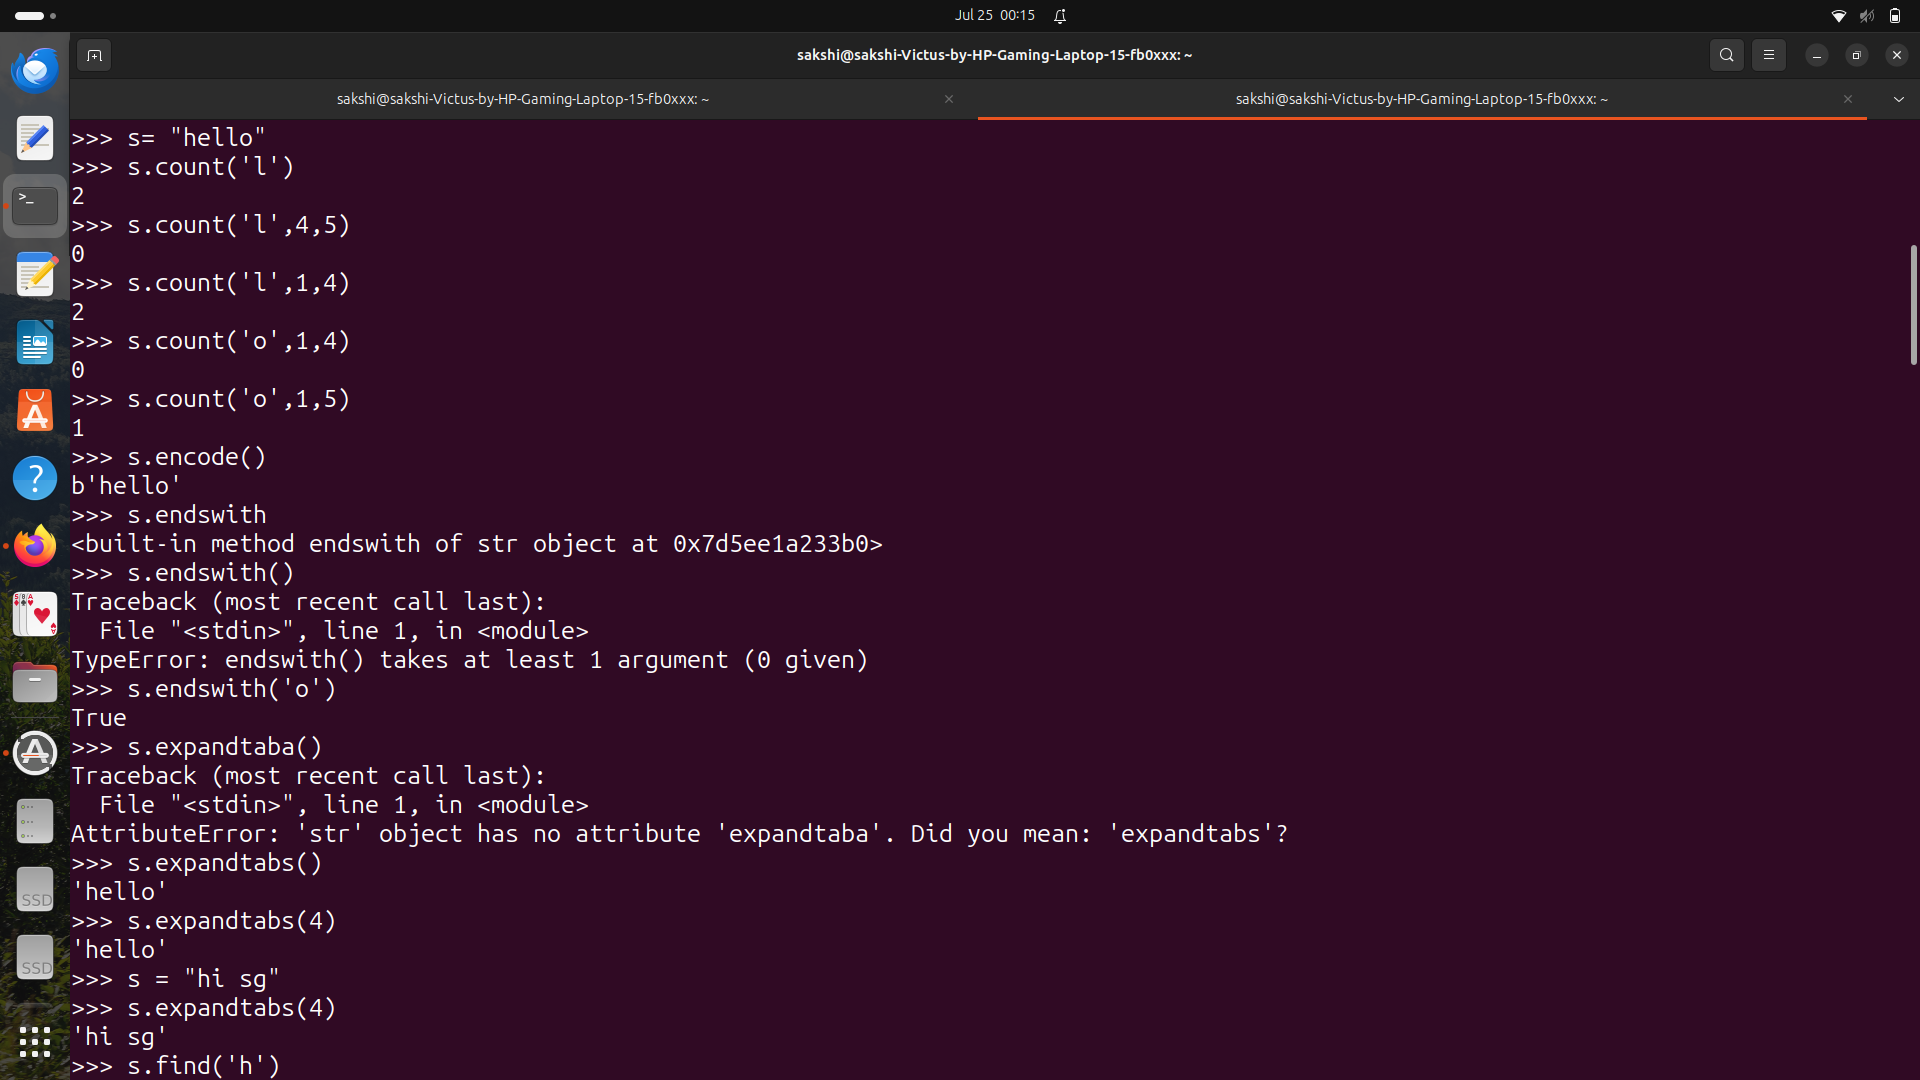 Jul 25 00:15
sakshi@sakshi-Victus-by-HP-Gaming-Laptop-15-fb0xxx: ~
sakshi@sakshi-Victus-by-HP-Gaming-Laptop-15-fb0xxx: ~
sakshi@sakshi-Victus-by-HP-Gaming-Laptop-15-fb0xxx: ~
>>> s= "hello"
>>> s.count('l')
2
>>> s.count('l',4,5)
0
>>> s.count('l',1,4)
2
>>> s.count('o',1,4)
0
>>> s.count('o',1,5)
1
>>> s.encode()
b'hello'
>>> s.endswith
<built-in method endswith of str object at 0x7d5ee1a233b0>
>>> s.endswith()
Traceback (most recent call last):
  File "<stdin>", line 1, in <module>
TypeError: endswith() takes at least 1 argument (0 given)
>>> s.endswith('o')
True
>>> s.expandtaba()
Traceback (most recent call last):
  File "<stdin>", line 1, in <module>
AttributeError: 'str' object has no attribute 'expandtaba'. Did you mean: 'expandtabs'?
>>> s.expandtabs()
'hello'
>>> s.expandtabs(4)
'hello'
>>> s = "hi sg"
>>> s.expandtabs(4)
'hi sg'
>>> s.find('h')
SSD
SSD